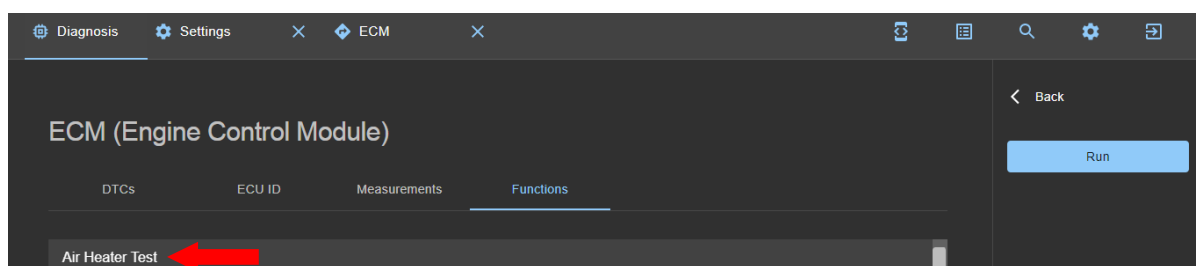 Diagnosis Settings ECM
Back
ECM (Engine Control Module)
Run
DTCs ECU ID Measurements Functions
Air Heater Test